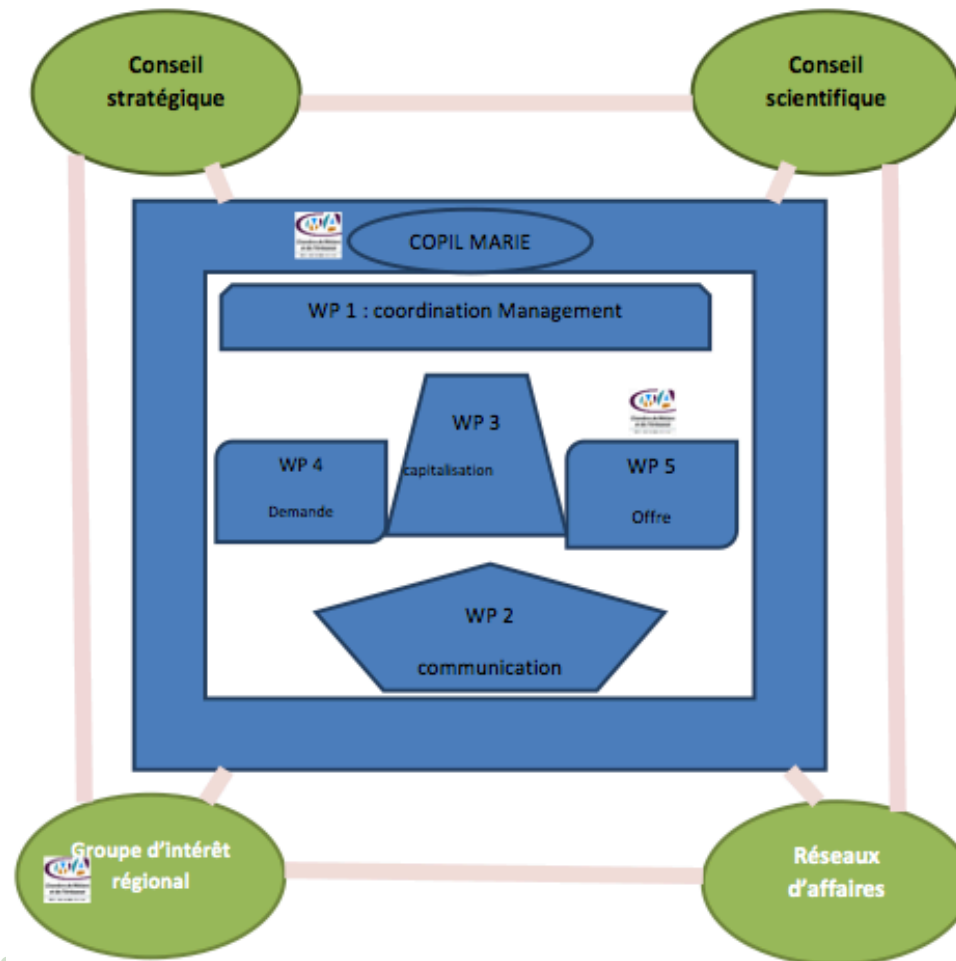 Conseil
stratégique
Conseil
scientifique
COPIL MARIE
WP 1 : coordination Management
WP 3
capitalisation
WP 4
Demande
WP 5
Offre
WP 2
communication
Groupe d'intérêt
régional
Réseaux
d'affaires